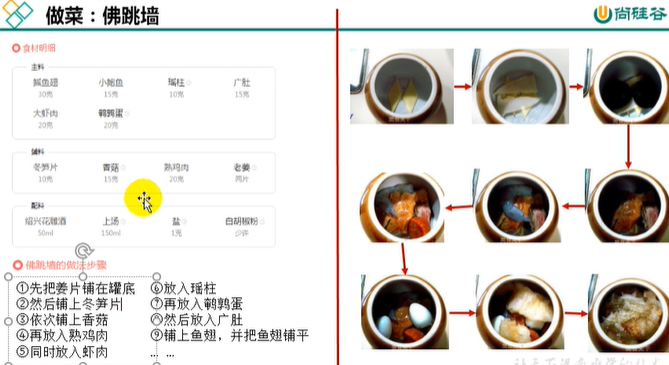 做菜：佛跳墙
尚硅谷
食材明细
主料
鲍鱼翅 小鲍鱼 瑶柱 广肚
30克 15克 10克 15克
大虾肉 鹌鹑蛋
20克 20克
辅料
冬笋片 香菇 熟鸡肉 老姜
10克 15克 20克 两片
配料
绍兴花雕酒 上汤 盐 白胡椒粉
50ml 150ml 1克 少许
佛跳墙的做法步骤
①先把姜片铺在罐底
②然后铺上冬笋片
③依次铺上香菇
④再放入熟鸡肉
⑤同时放入虾肉
⑥放入瑶柱
⑦再放入鹌鹑蛋
⑧然后放入广肚
⑨铺上鱼翅，并把鱼翅铺平
... ...